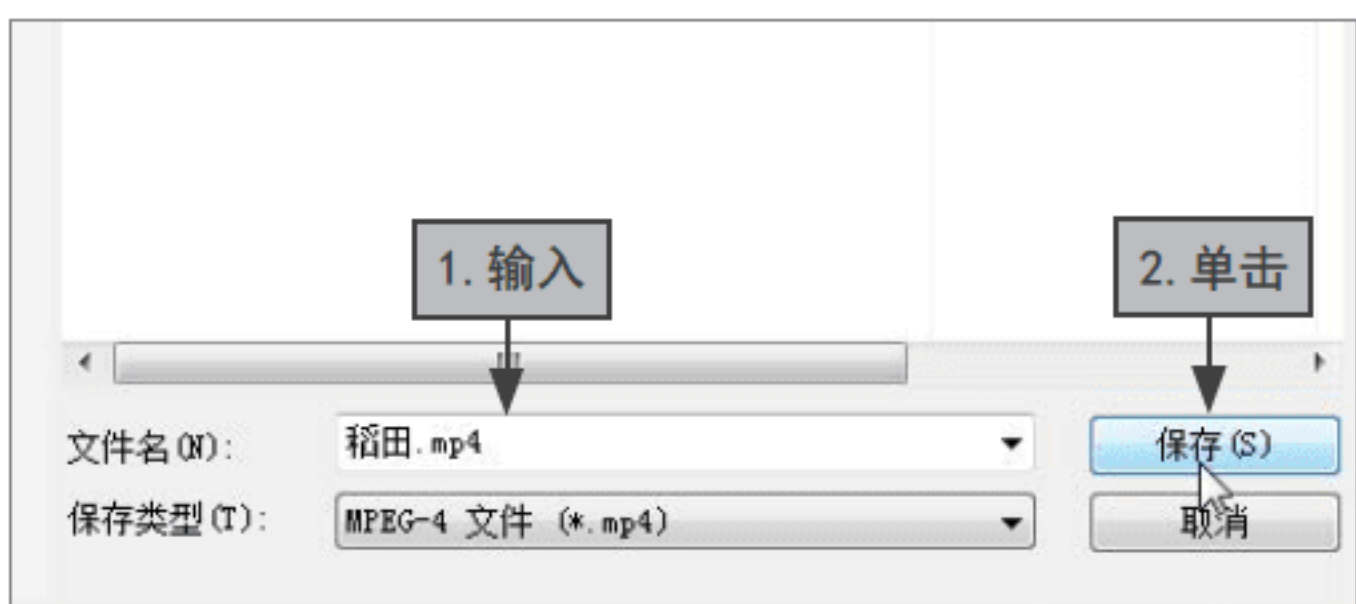 1.输入
2.单击
文件名(N):
稻田.mp4
保存(S)
保存类型(T):
MPEG-4 文件 (*.mp4)
取消